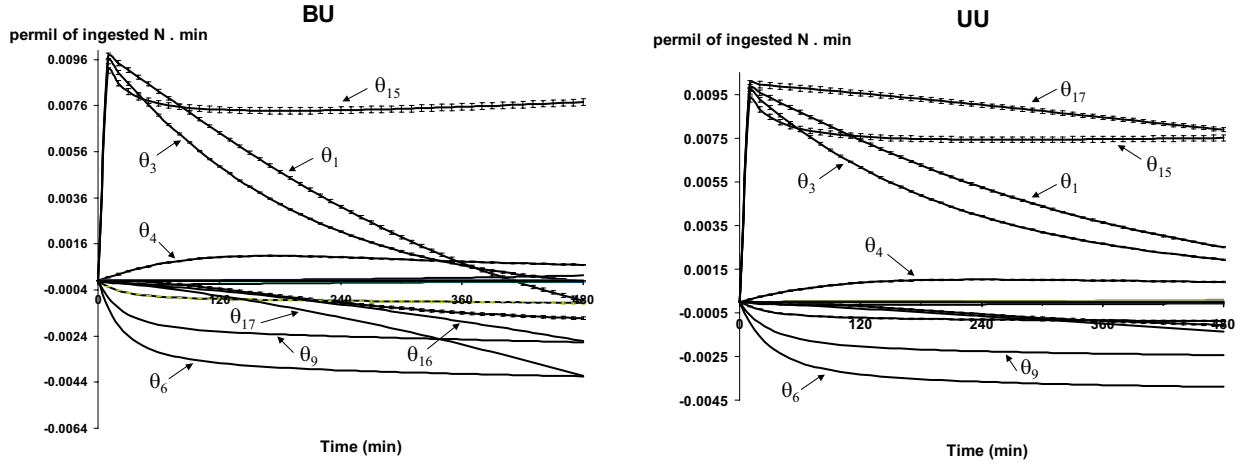 BU
permil of ingested N . min
0.0096
0.0076
0.0056
0.0036
0.0016
-0.0004
-0.0024
-0.0044
-0.0064
0
120
240
360
480
θ15
θ1
θ3
θ4
θ17
θ9
θ16
θ6
Time (min)
UU
permil of ingested N . min
0.0095
0.0075
0.0055
0.0035
0.0015
-0.0005
-0.0025
-0.0045
0
120
240
360
480
θ17
θ15
θ3
θ1
θ4
θ9
θ6
Time (min)